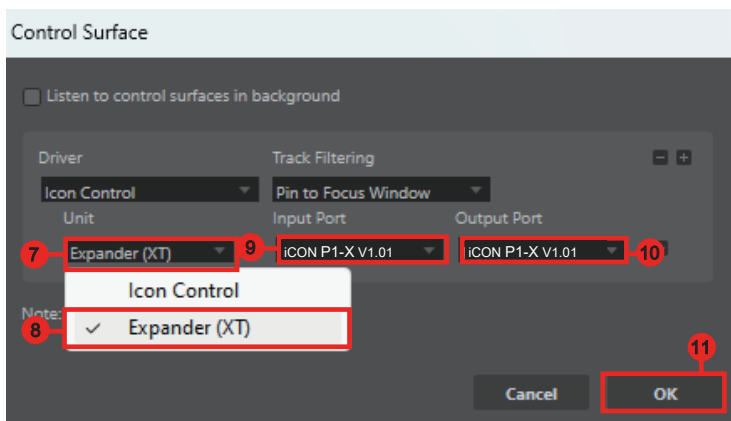 Control Surface
Listen to control surfaces in background
Driver Track Filtering
Icon Control Pin to Focus Window
Unit Input Port Output Port
7 Expander (XT) 9 iCON P1-X V1.01 iCON P1-X V1.01 10
Icon Control
Note:
8 ✓ Expander (XT)
11
Cancel OK